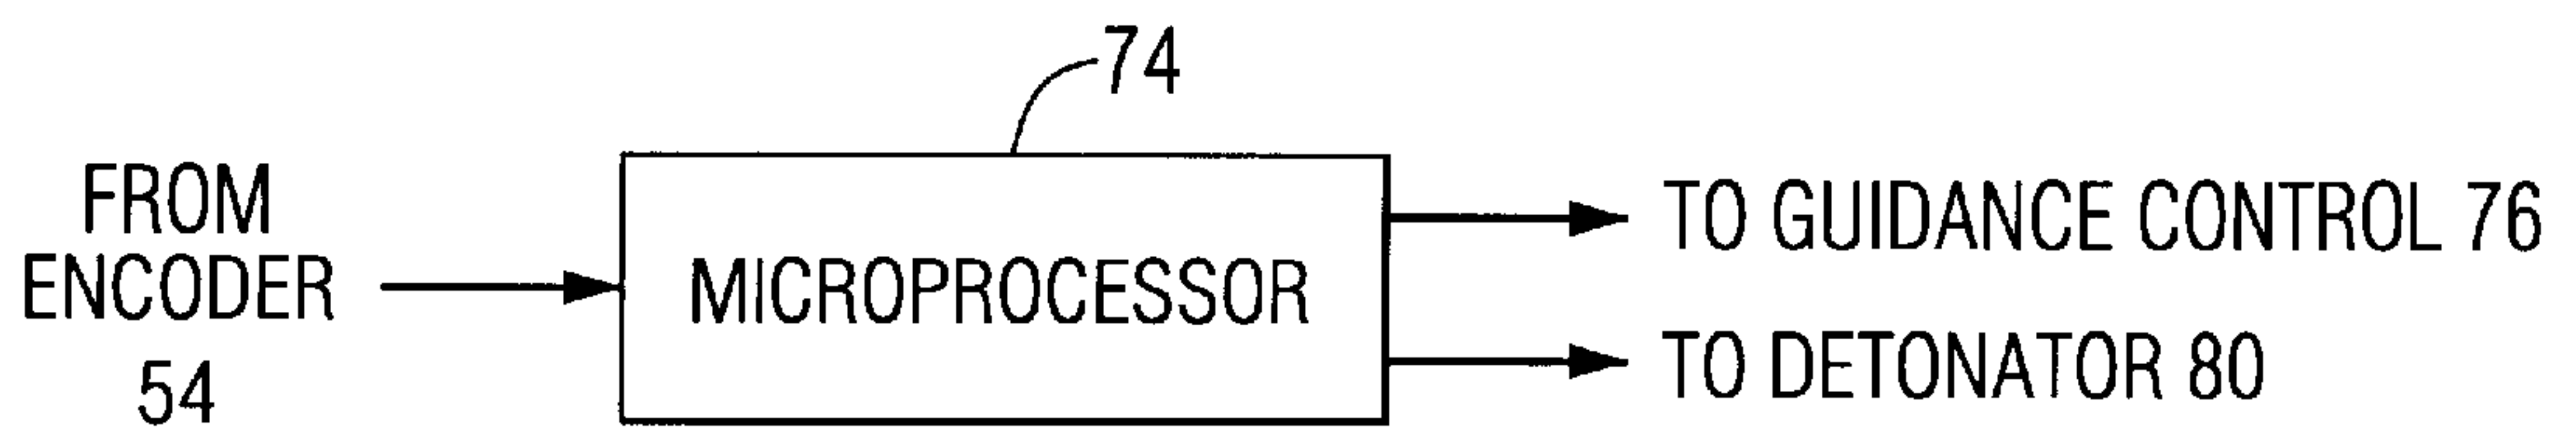 74
FROM
ENCODER
54
MICROPROCESSOR
TO GUIDANCE CONTROL 76
TO DETONATOR 80